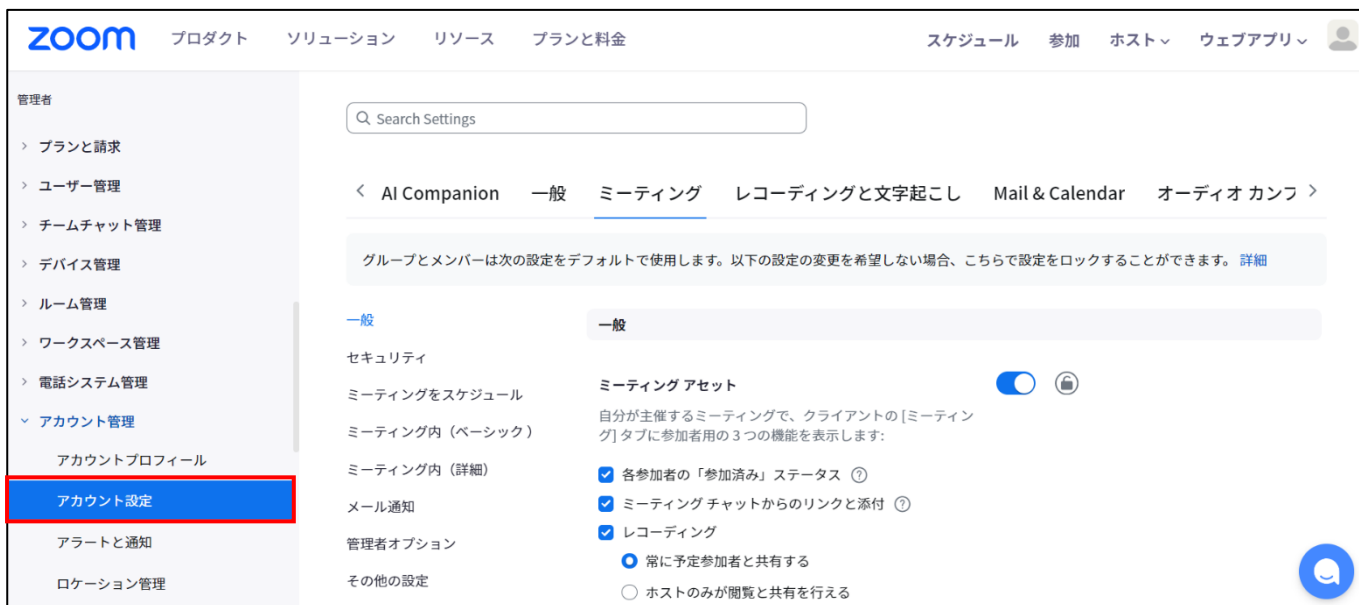 zoom プロダクト ソリューション リソース プランと料金 スケジュール 参加 ホスト ウェブアプリ
管理者
プランと請求
ユーザー管理
チームチャット管理
デバイス管理
ルーム管理
ワークスペース管理
電話システム管理
アカウント管理
アカウントプロフィール
アカウント設定
アラートと通知
ロケーション管理
Search Settings
AI Companion 一般 ミーティング レコーディングと文字起こし Mail & Calendar オーディオ カンフ
グループとメンバーは次の設定をデフォルトで使用します。以下の設定の変更を希望しない場合、こちらで設定をロックすることができます。 詳細
一般
セキュリティ
ミーティングをスケジュール
ミーティング内（ベーシック）
ミーティング内（詳細）
メール通知
管理者オプション
その他の設定
一般
ミーティング アセット
自分が主催するミーティングで、クライアントの [ミーティン
グ] タブに参加者用の 3 つの機能を表示します:
各参加者の「参加済み」ステータス
ミーティング チャットからのリンクと添付
レコーディング
常に予定参加者と共有する
ホストのみが閲覧と共有を行える